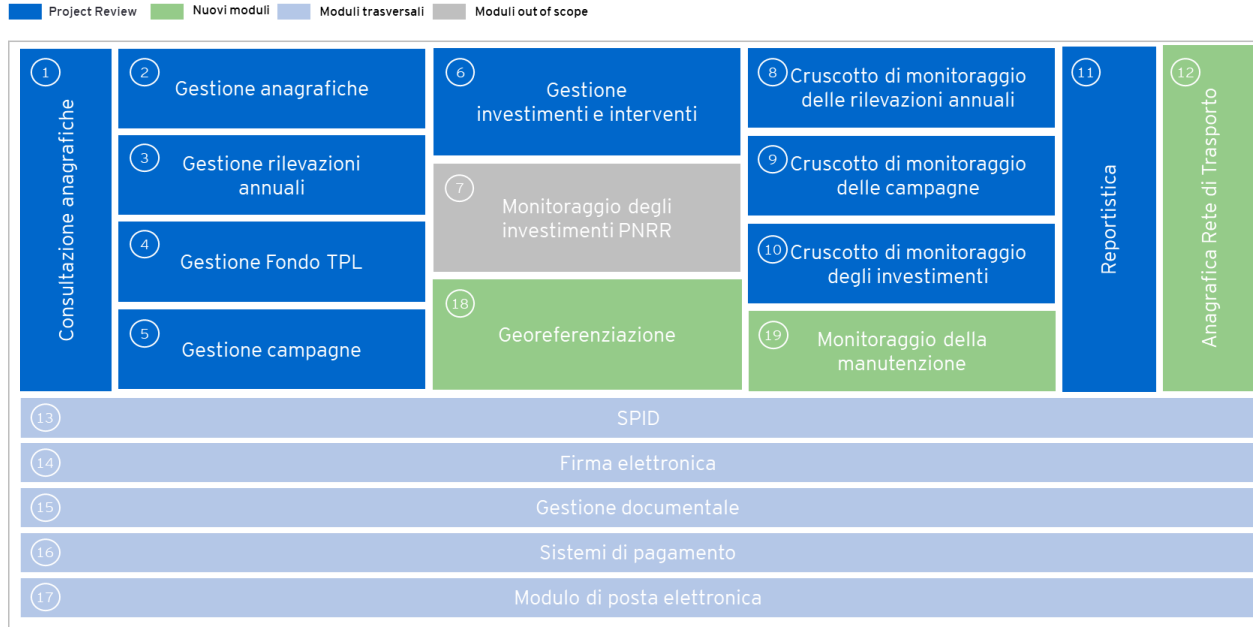 Project Review
Nuovi moduli
Moduli trasversali
Moduli out of scope
1
Consultazione anagrafiche
2
Gestione anagrafiche
3
Gestione rilevazioni
annuali
4
Gestione Fondo TPL
5
Gestione campagne
6
Gestione
investimenti e interventi
7
Monitoraggio degli
investimenti PNRR
18
Georeferenziazione
8
Cruscotto di monitoraggio
delle rilevazioni annuali
9
Cruscotto di monitoraggio
delle campagne
10
Cruscotto di monitoraggio
degli investimenti
19
Monitoraggio della
manutenzione
11
Reportistica
12
Anagrafica Rete di Trasporto
13
SPID
14
Firma elettronica
15
Gestione documentale
16
Sistemi di pagamento
17
Modulo di posta elettronica